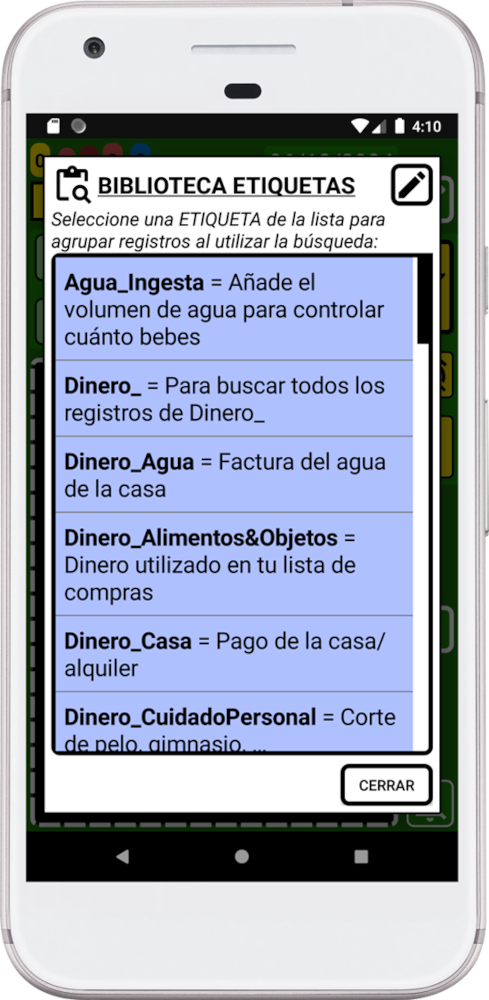 4:10
BIBLIOTECA ETIQUETAS
Seleccione una ETIQUETA de la lista para
agrupar registros al utilizar la búsqueda:
Agua_Ingesta = Añade el
volumen de agua para controlar
cuánto bebes
Dinero_ = Para buscar todos los
registros de Dinero_
Dinero_Agua = Factura del agua
de la casa
Dinero_Alimentos&Objetos =
Dinero utilizado en tu lista de
compras
Dinero_Casa = Pago de la casa/
alquiler
Dinero_CuidadoPersonal = Corte
de pelo, gimnasio, ...
CERRAR